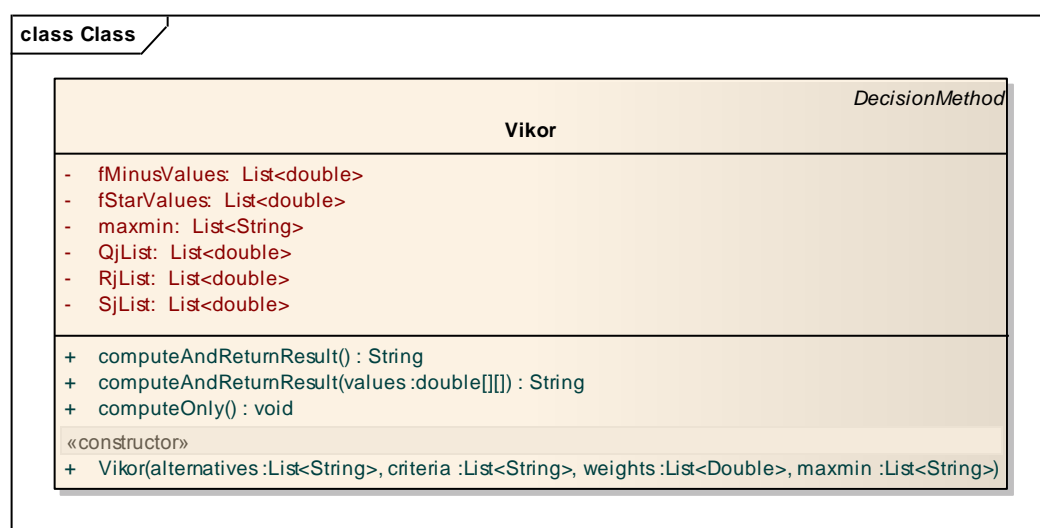 class Class
DecisionMethod
Vikor
- fMinusValues: List<double>
- fStarValues: List<double>
- maxmin: List<String>
- QjList: List<double>
- RjList: List<double>
- SjList: List<double>
+ computeAndReturnResult() : String
+ computeAndReturnResult(values :double[][]) : String
+ computeOnly() : void
«constructor»
+ Vikor(alternatives :List<String>, criteria :List<String>, weights :List<Double>, maxmin :List<String>)